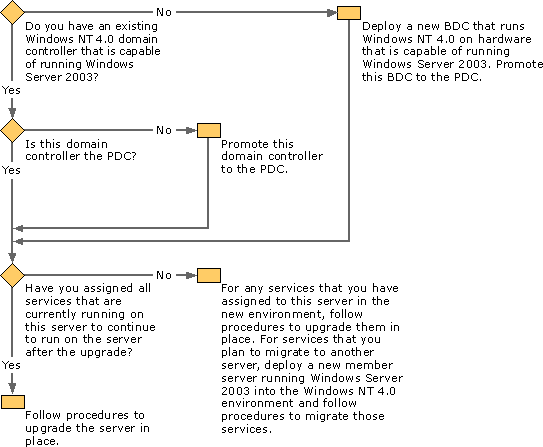 Do you have an existing
Windows NT 4.0 domain
controller that is capable
of running Windows
Server 2003?
No
Deploy a new BDC that runs
Windows NT 4.0 on hardware
that is capable of running
Windows Server 2003. Promote
this BDC to the PDC.
Yes
Is this domain
controller the PDC?
No
Promote this
domain controller
to the PDC.
Yes
Have you assigned all
services that are
currently running on
this server to continue
to run on the server
after the upgrade?
No
For any services that you have
assigned to this server in the
new environment, follow
procedures to upgrade them in
place. For services that you
plan to migrate to another
server, deploy a new member
server running Windows Server
2003 into the Windows NT 4.0
environment and follow
procedures to migrate those
services.
Yes
Follow procedures to
upgrade the server in
place.